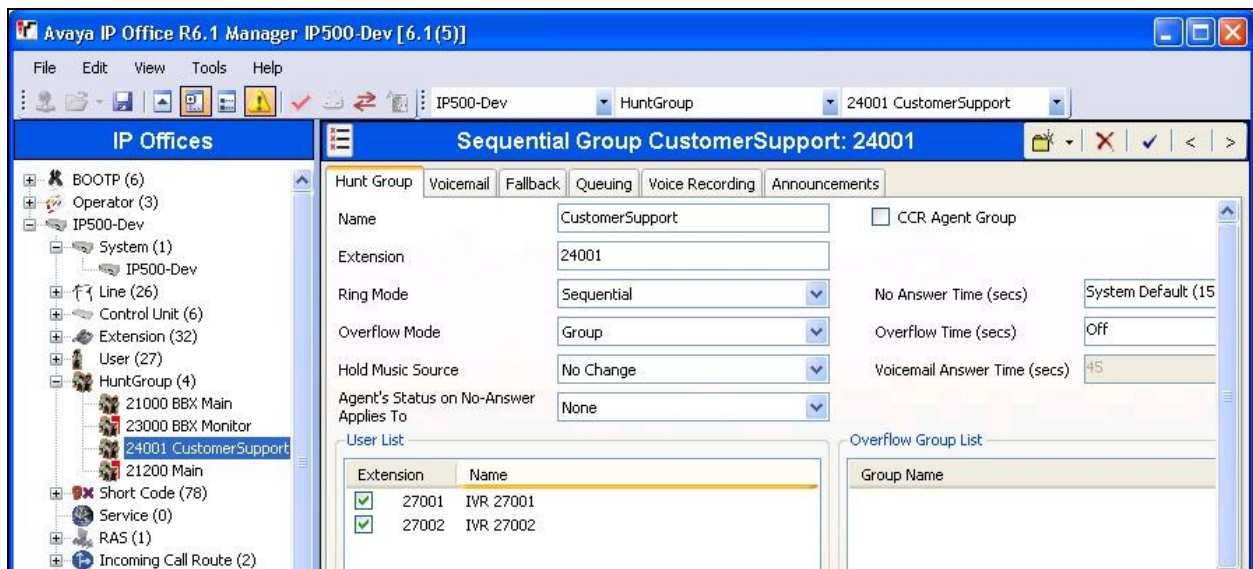 Avaya IP Office R6.1 Manager IP500-Dev [6.1(5)]
File Edit View Tools Help
IP500-Dev HuntGroup 24001 CustomerSupport
IP Offices
BOOTP (6)
Operator (3)
IP500-Dev
System (1)
IP500-Dev
Line (26)
Control Unit (6)
Extension (32)
User (27)
HuntGroup (4)
21000 BBX Main
23000 BBX Monitor
24001 CustomerSupport
21200 Main
Short Code (78)
Service (0)
RAS (1)
Incoming Call Route (2)
Sequential Group CustomerSupport: 24001
Hunt Group Voicemail Fallback Queuing Voice Recording Announcements
Name CustomerSupport CCR Agent Group
Extension 24001
Ring Mode Sequential No Answer Time (secs) System Default (15
Overflow Mode Group Overflow Time (secs) Off
Hold Music Source No Change Voicemail Answer Time (secs) 45
Agent's Status on No-Answer
Applies To None
User List Overflow Group List
Extension Name Group Name
27001 IVR 27001
27002 IVR 27002